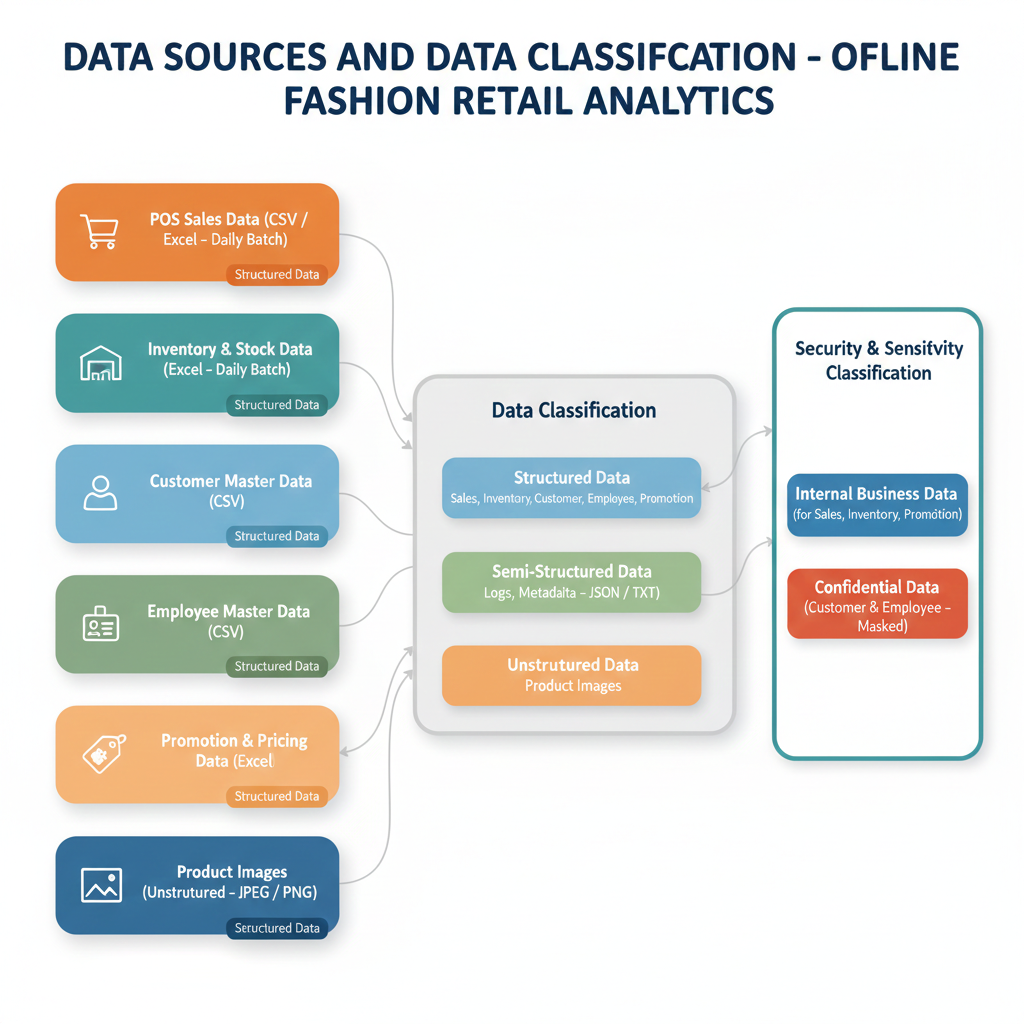 DATA SOURCES AND DATA CLASSIFCATION - OFLINE
FASHION RETAIL ANALYTICS
POS Sales Data (CSV /
Excel – Daily Batch)
Structured Data
Inventory & Stock Data
(Excel – Daily Batch)
Structured Data
Customer Master Data
(CSV)
Structured Data
Employee Master Data
(CSV)
Structured Data
Promotion & Pricing
Data (Excel
Structured Data
Product Images
(Unstrutured – JPEG / PNG)
Structured Data
Data Classification
Structured Data
Sales, Inventory, Customer, Employee, Promotion
Semi-Structured Data
Logs, Metadaita – JSON / TXT)
Unstrutured Data
Product Images
Security & Sensifvity
Classification
Internal Business Data
(for Sales, Inventory, Promotion)
Confidential Data
(Customer & Employee –
Masked)